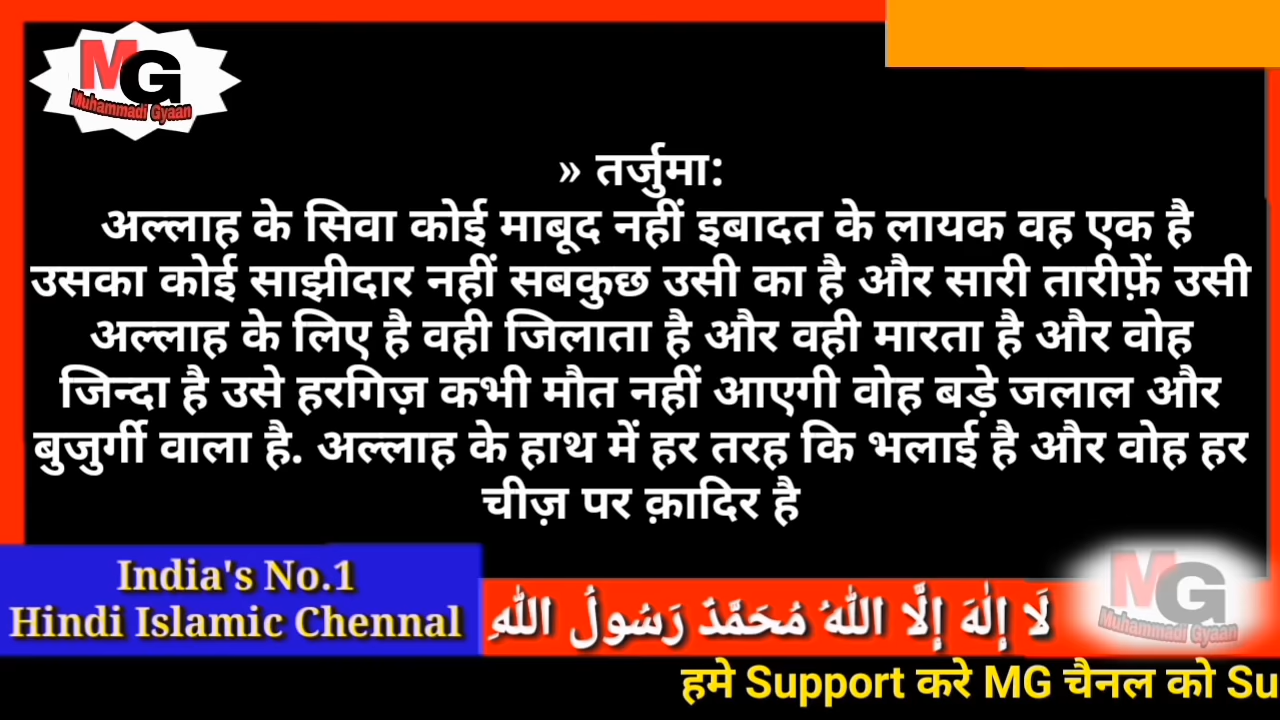 MG
Muhammadi Gyaan
» तर्जुमा:
अल्लाह के सिवा कोई माबूद नहीं इबादत के लायक वह एक है
उसका कोई साझीदार नहीं सबकुछ उसी का है और सारी तारीफ़ें उसी
अल्लाह के लिए है वही जिलाता है और वही मारता है और वोह
जिन्दा है उसे हरगिज़ कभी मौत नहीं आएगी वोह बड़े जलाल और
बुजुर्गी वाला है. अल्लाह के हाथ में हर तरह कि भलाई है और वोह हर
चीज़ पर क़ादिर है
India's No.1
Hindi Islamic Chennal
لَا إِلٰهَ إِلَّا اللّٰهُ مُحَمَّدٌ رَسُولُ اللّٰهِ
MG
Muhammadi Gyaan
हमे Support करे MG चैनल को Su